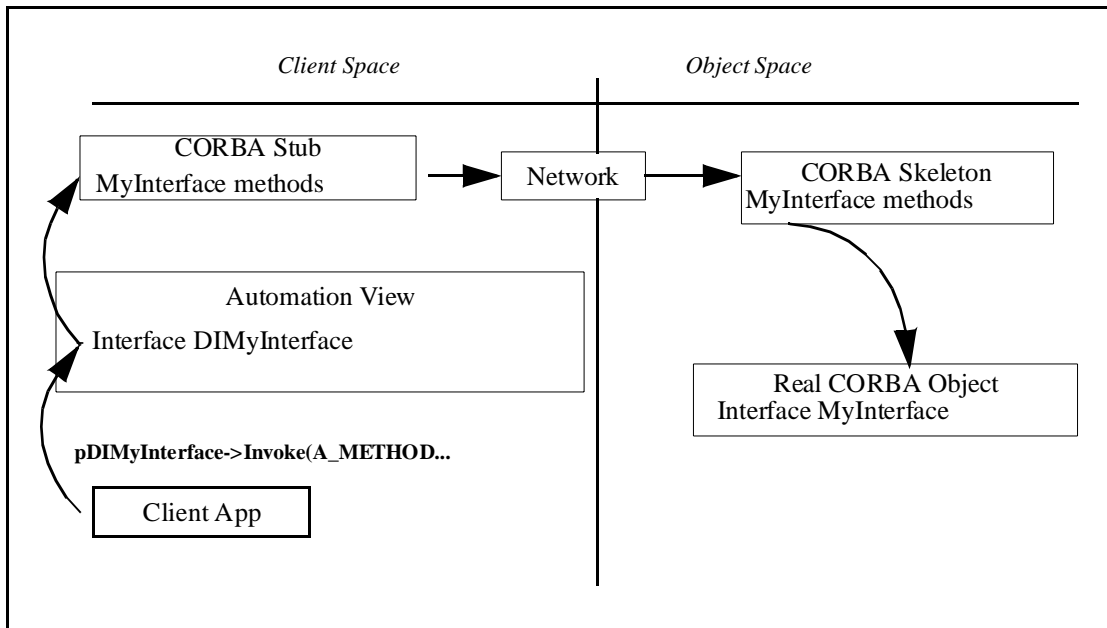 Client Space
Object Space
CORBA Stub
MyInterface methods
Network
CORBA Skeleton
MyInterface methods
Automation View
Interface DIMyInterface
Real CORBA Object
Interface MyInterface
pDIMyInterface->Invoke(A_METHOD...
Client App